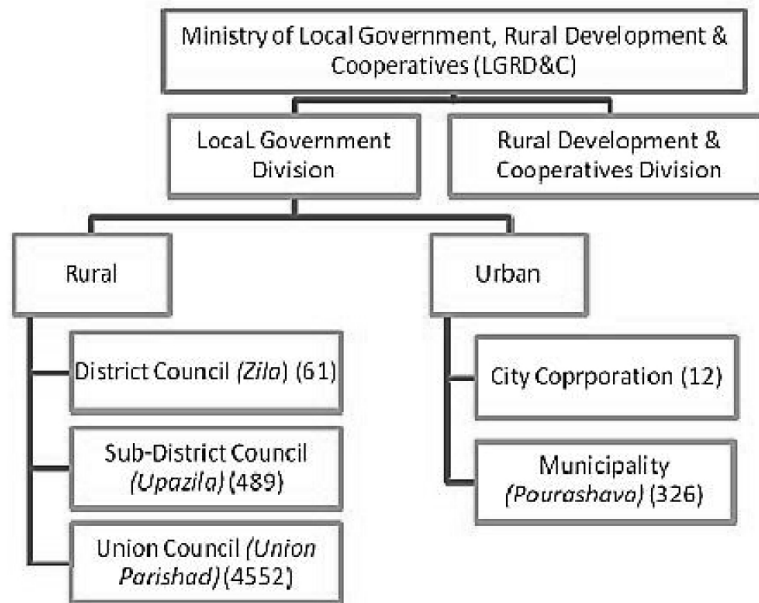 Ministry of Local Government, Rural Development &
Cooperatives (LGRD&C)
LocaL Government
Division
Rural Development &
Cooperatives Division
Rural
Urban
District Council (Zila) (61)
Sub-District Council
(Upazila) (489)
Union Council (Union
Parishad) (4552)
City Coprporation (12)
Municipality
(Pourashava) (326)